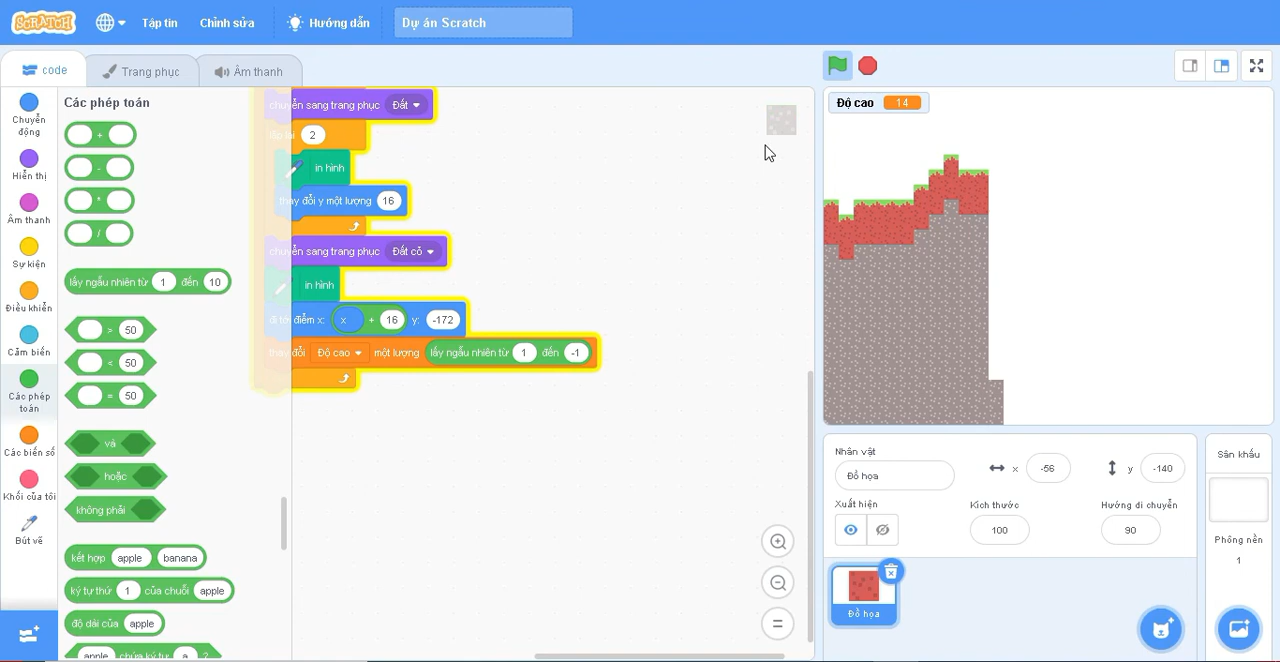 SCRATCH
Tập tin
Chỉnh sửa
Hướng dẫn
Dự án Scratch
code
Trang phục
Âm thanh
Chuyển động
Hiển thị
Âm thanh
Sự kiện
Điều khiển
Cảm biến
Các phép toán
Các biến số
Khối của tôi
Bút vẽ
Các phép toán
+
-
*
/
lấy ngẫu nhiên từ 1 đến 10
> 50
< 50
= 50
và
hoặc
không phải
kết hợp apple banana
ký tự thứ 1 của chuỗi apple
độ dài của apple
apple chứa ký tự a ?
chuyển sang trang phục Đất
lặp lại 2
in hình
thay đổi y một lượng 16
chuyển sang trang phục Đất cỏ
in hình
đi tới điểm x: x + 16 y: -172
thay đổi Độ cao một lượng lấy ngẫu nhiên từ 1 đến -1
Độ cao 14
Nhân vật
Đồ họa
x -56
y -140
Xuất hiện
Kích thước
100
Hướng di chuyển
90
Đồ họa
Sân khấu
Phông nền
1